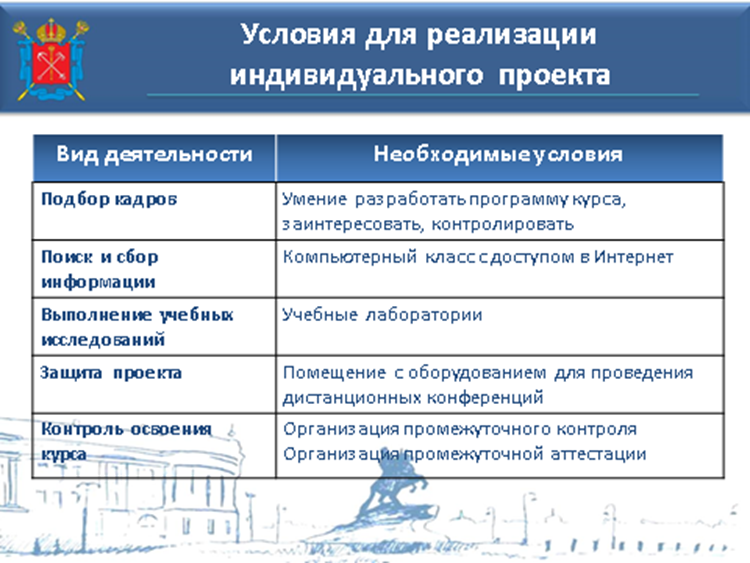 Условия для реализации
индивидуального проекта
Вид деятельности
Необходимые условия
Подбор кадров
Умение разработать программу курса,
заинтересовать, контролировать
Поиск и сбор
информации
Компьютерный класс с доступом в Интернет
Выполнение учебных
исследований
Учебные лаборатории
Защита проекта
Помещение с оборудованием для проведения
дистанционных конференций
Контроль освоения
курса
Организация промежуточного контроля
Организация промежуточной аттестации